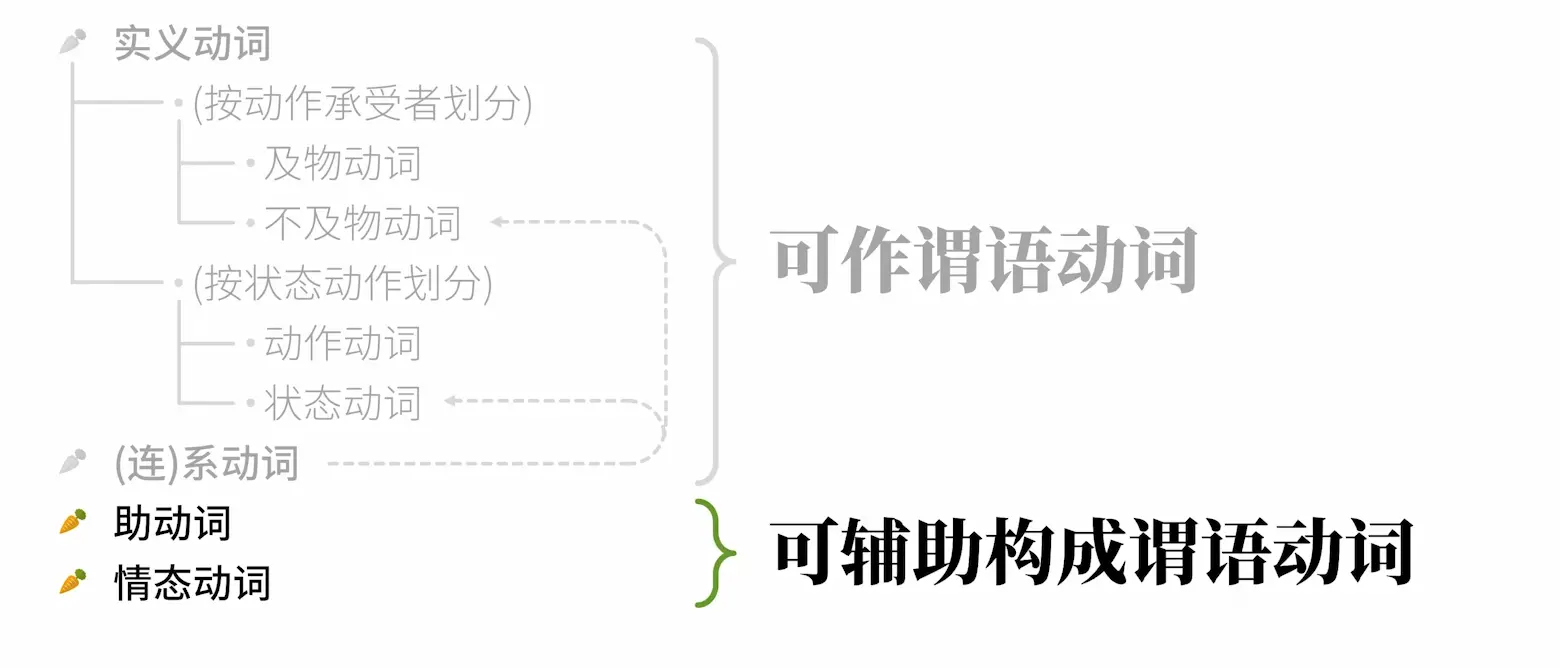 实义动词
(按动作承受者划分)
及物动词
不及物动词
(按状态动作划分)
动作动词
状态动词
(连)系动词
可作谓语动词
助动词
情态动词
可辅助构成谓语动词